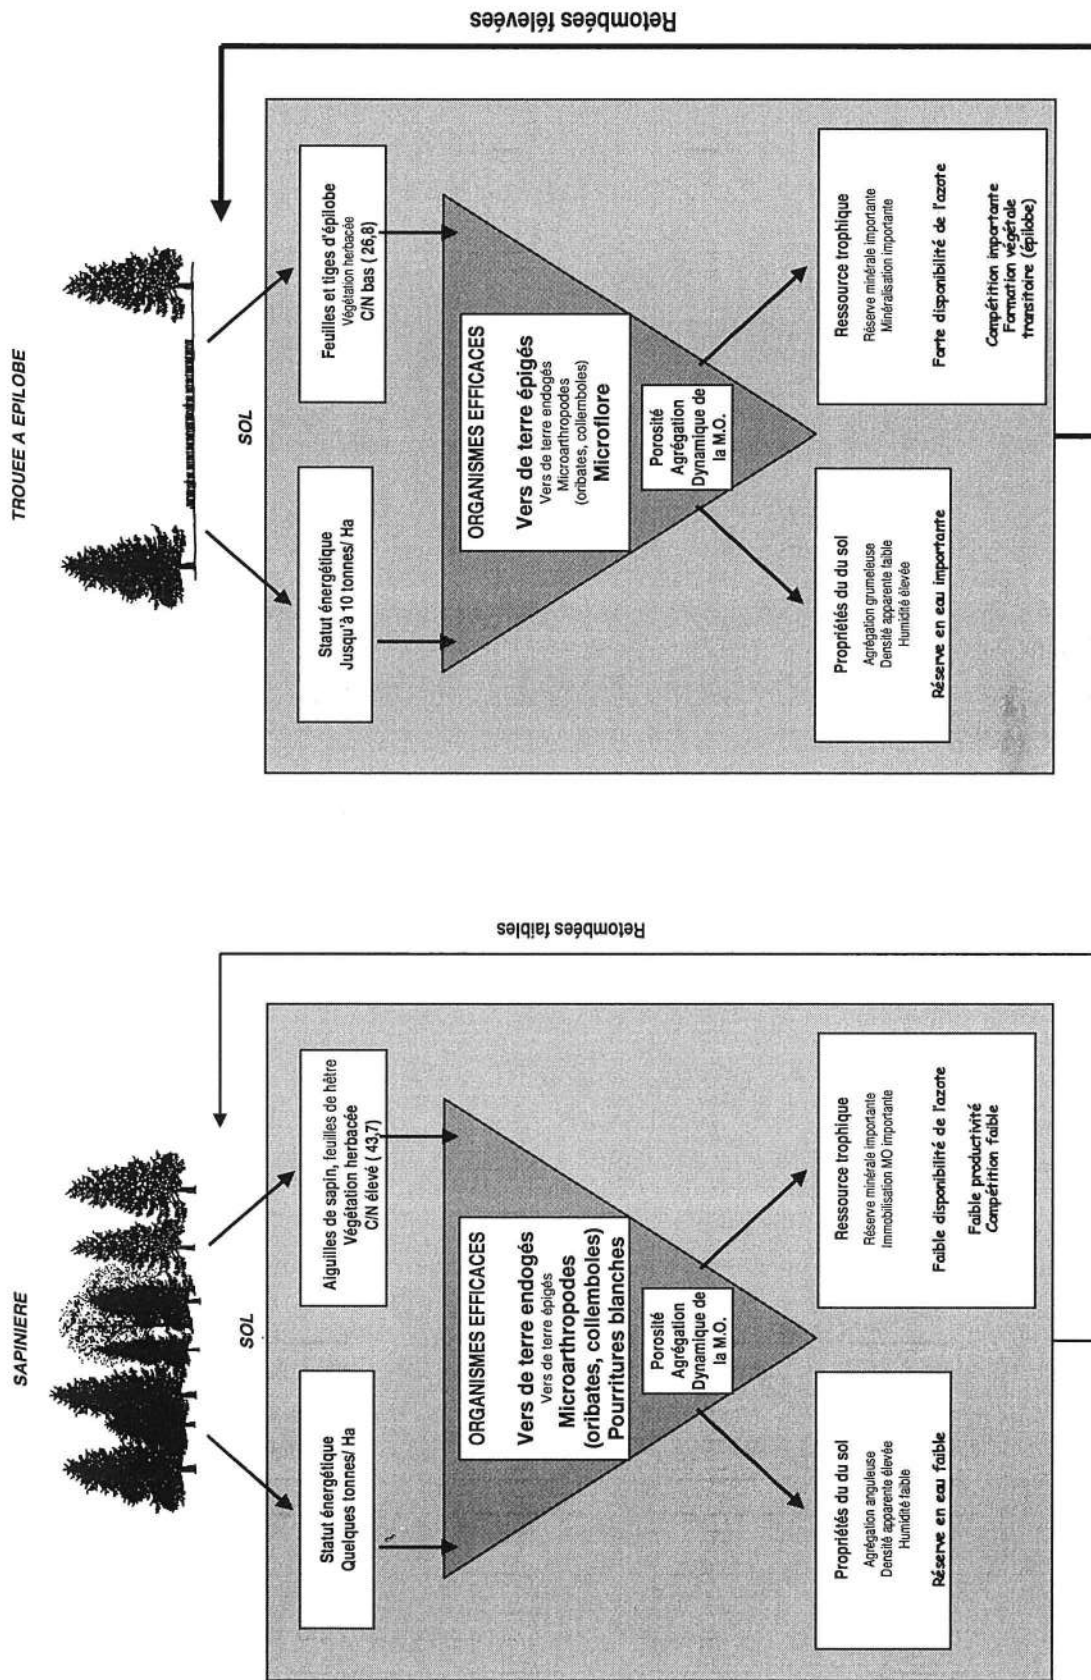 SAPINIERE
SOL
Statut énergétique
Quelques tonnes/ Ha
Aiguilles de sapin, feuilles de hêtre
Végétation herbacée
C/N élevé ( 43,7)
ORGANISMES EFFICACES
Vers de terre endogés
Vers de terre épigés
Microarthropodes
(oribates, collemboles)
Pourritures blanches
Porosité
Agrégation
Dynamique de
la M.O.
Propriétés du du sol
Agrégation anguleuse
Densité apparente élevée
Humidité faible
Réserve en eau faible
Ressource trophique
Réserve minérale importante
Immobilisation MO importante
Faible disponibilité de l'azote
Faible productivité
Compétition faible
Retombées faibles
TROUEE A EPILOBE
SOL
Statut énergétique
Jusqu'à 10 tonnes/ Ha
Feuilles et tiges d'épilobe
Végétation herbacée
C/N bas ( 26,8)
ORGANISMES EFFICACES
Vers de terre épigés
Vers de terre endogés
Microarthropodes
(oribates, collemboles)
Microflore
Porosité
Agrégation
Dynamique de
la M.O.
Propriétés du du sol
Agrégation grumeleuse
Densité apparente faible
Humidité élevée
Réserve en eau importante
Ressource trophique
Réserve minérale importante
Minéralisation importante
Forte disponibilité de l'azote
Compétition importante
Formation végétale
transitoire (épilobe)
Retombées félevées